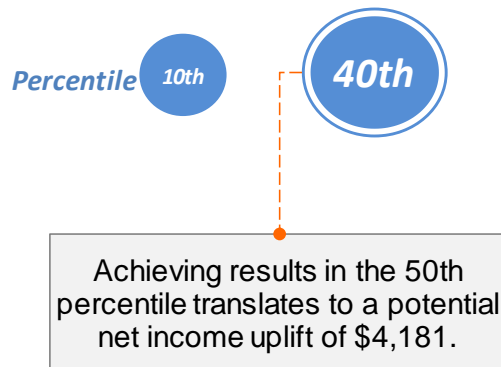 Percentile 10th 40th
Achieving results in the 50th
percentile translates to a potential
net income uplift of $4,181.